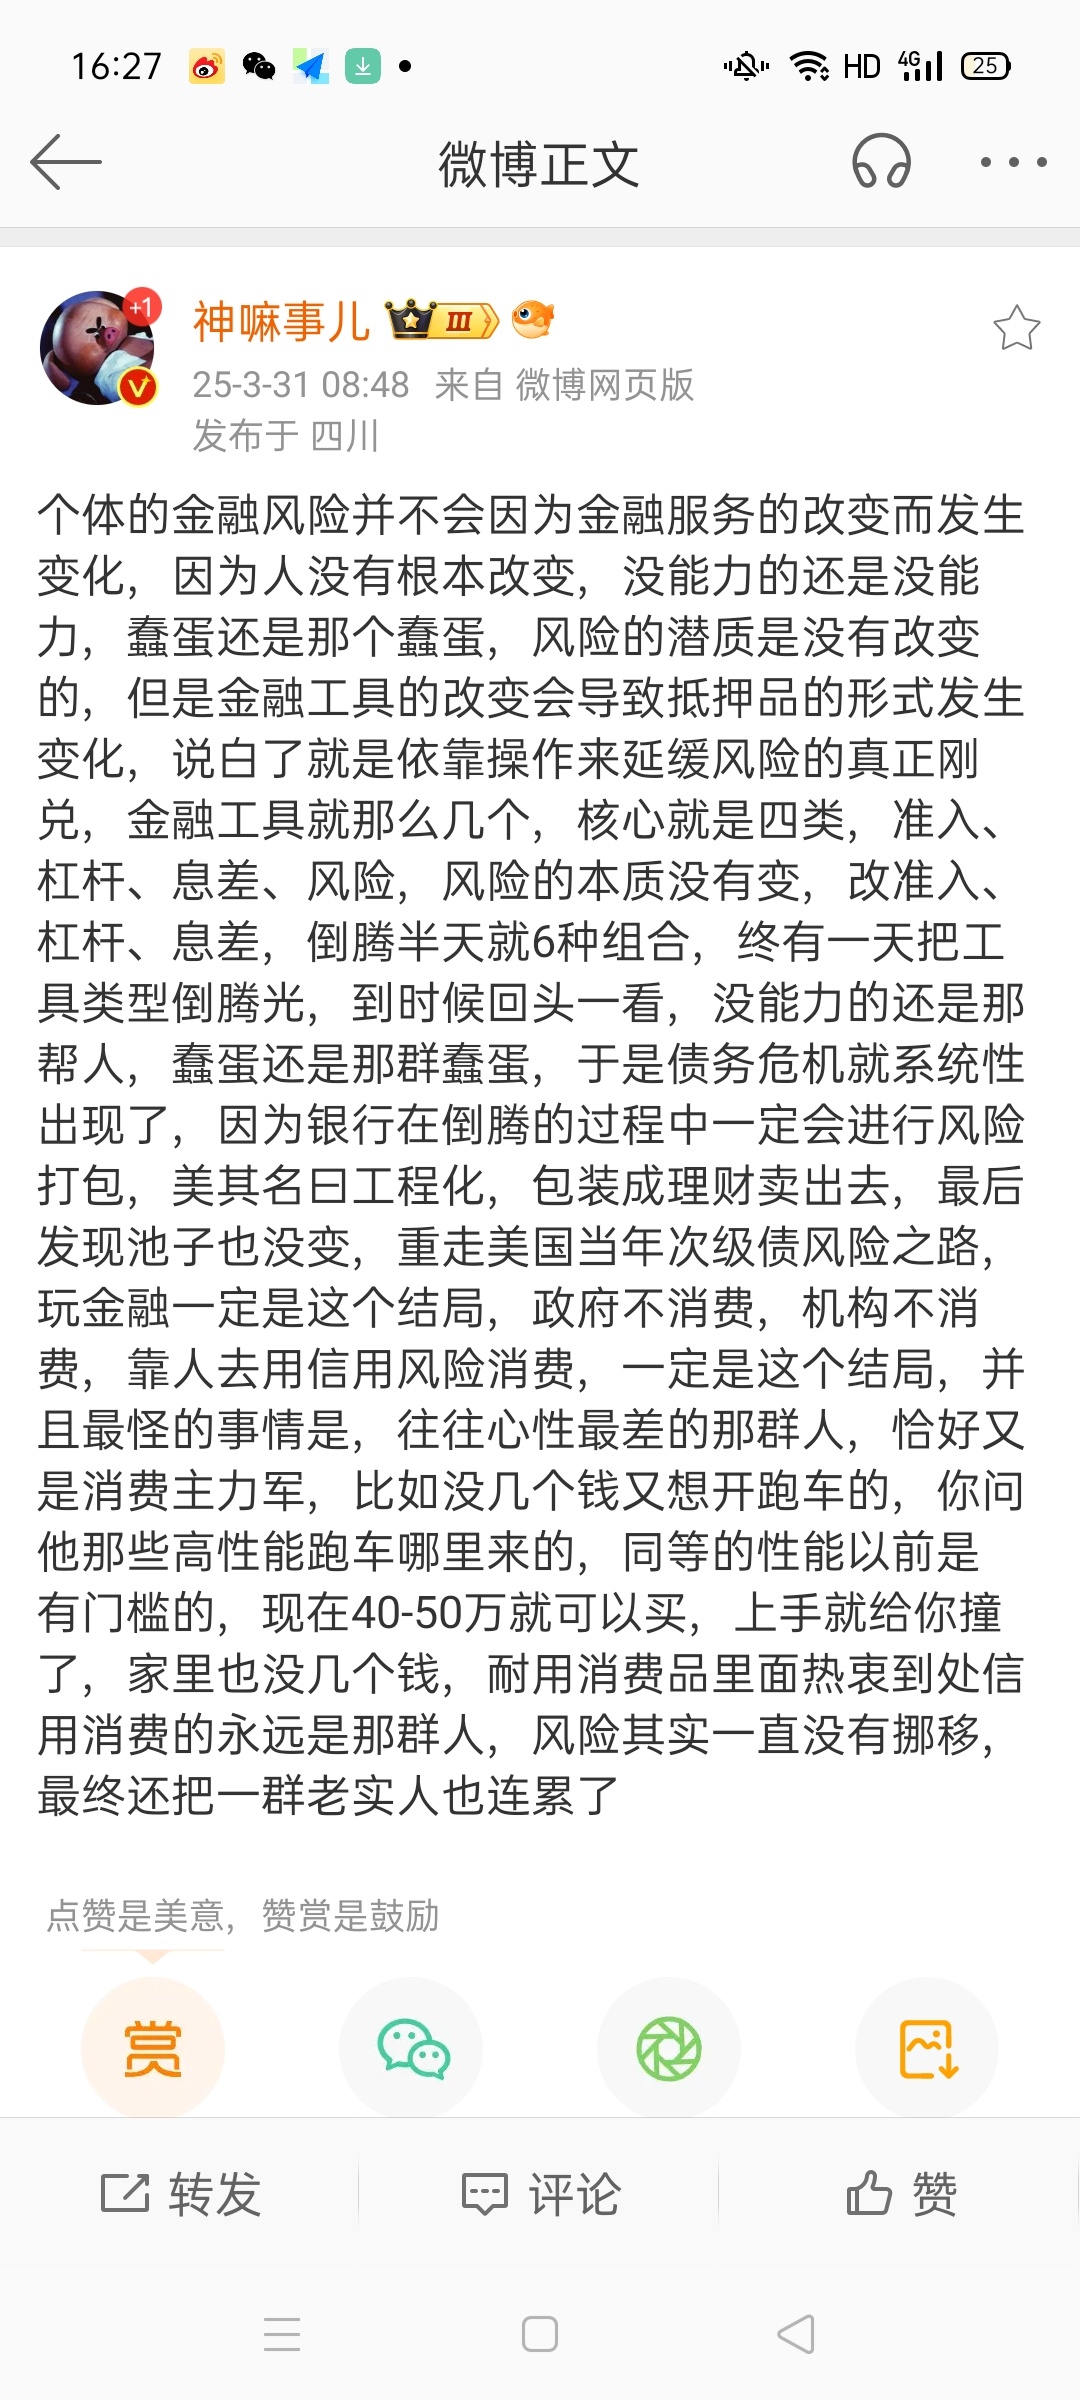 16:27
HD 4G 25
微博正文
+1
神嘛事儿 III
25-3-31 08:48 来自 微博网页版
发布于 四川
个体的金融风险并不会因为金融服务的改变而发生
变化，因为人没有根本改变，没能力的还是没能
力，蠢蛋还是那个蠢蛋，风险的潜质是没有改变
的，但是金融工具的改变会导致抵押品的形式发生
变化，说白了就是依靠操作来延缓风险的真正刚
兑，金融工具就那么几个，核心就是四类，准入、
杠杆、息差、风险，风险的本质没有变，改准入、
杠杆、息差，倒腾半天就6种组合，终有一天把工
具类型倒腾光，到时候回头一看，没能力的还是那
帮人，蠢蛋还是那群蠢蛋，于是债务危机就系统性
出现了，因为银行在倒腾的过程中一定会进行风险
打包，美其名曰工程化，包装成理财卖出去，最后
发现池子也没变，重走美国当年次级债风险之路，
玩金融一定是这个结局，政府不消费，机构不消
费，靠人去用信用风险消费，一定是这个结局，并
且最怪的事情是，往往心性最差的那群人，恰好又
是消费主力军，比如没几个钱又想开跑车的，你问
他那些高性能跑车哪里来的，同等的性能以前是
有门槛的，现在40-50万就可以买，上手就给你撞
了，家里也没几个钱，耐用消费品里面热衷到处信
用消费的永远是那群人，风险其实一直没有挪移，
最终还把一群老实人也连累了
点赞是美意，赞赏是鼓励
赏
转发 评论 赞